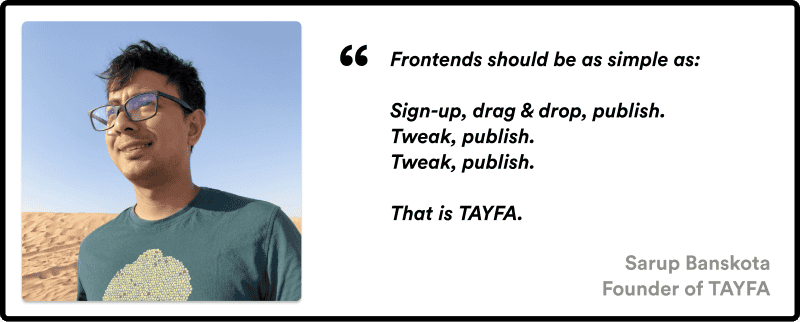 “
Frontends should be as simple as:
Sign-up, drag & drop, publish.
Tweak, publish.
Tweak, publish.
That is TAYFA.
Sarup Banskota
Founder of TAYFA